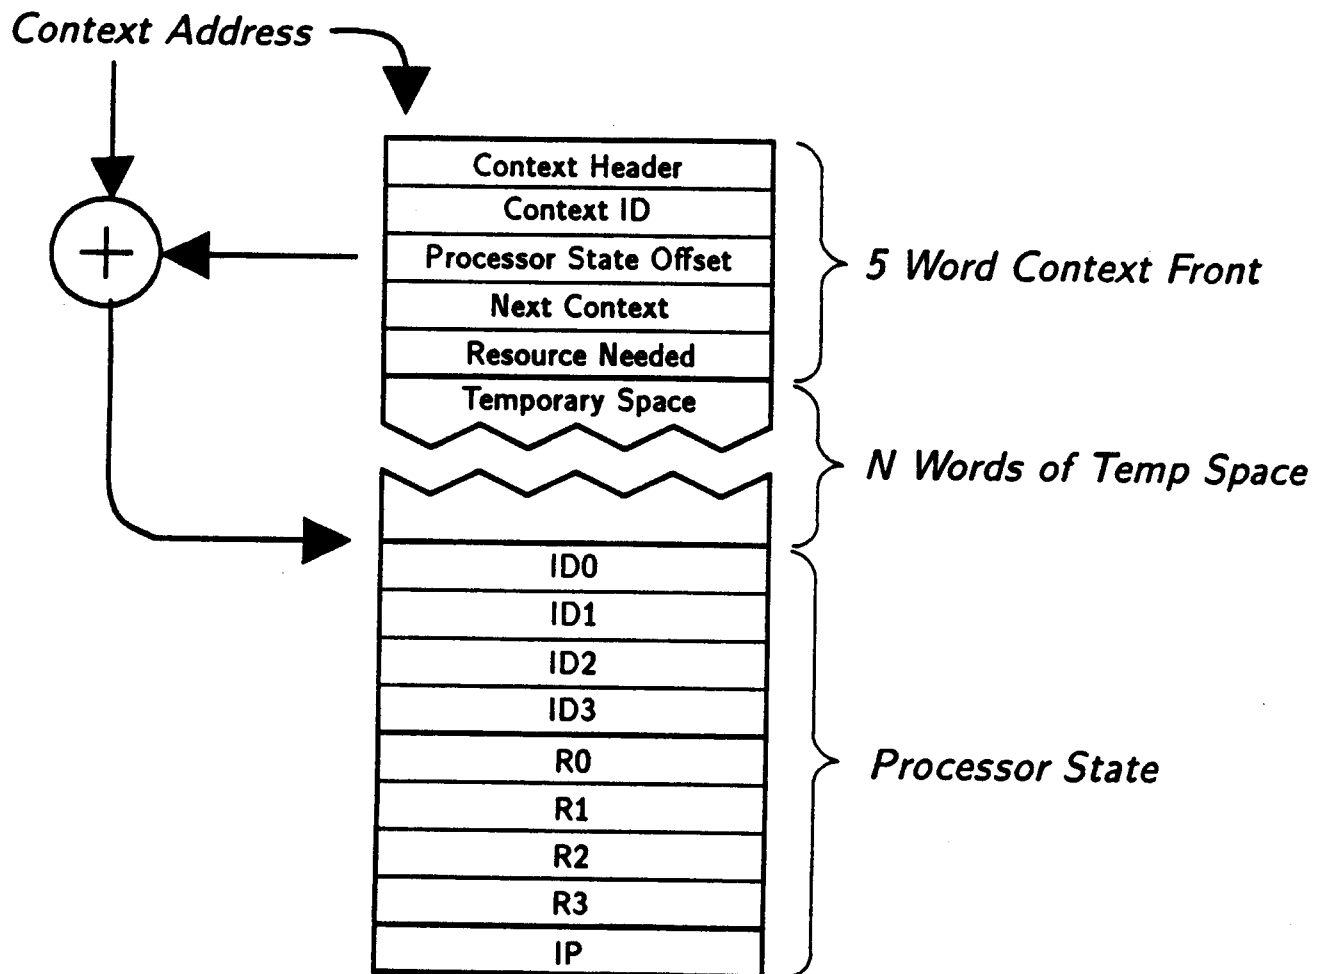 Context Address
Context Header
Context ID
Processor State Offset
Next Context
Resource Needed
5 Word Context Front
Temporary Space
N Words of Temp Space
ID0
ID1
ID2
ID3
R0
R1
R2
R3
IP
Processor State